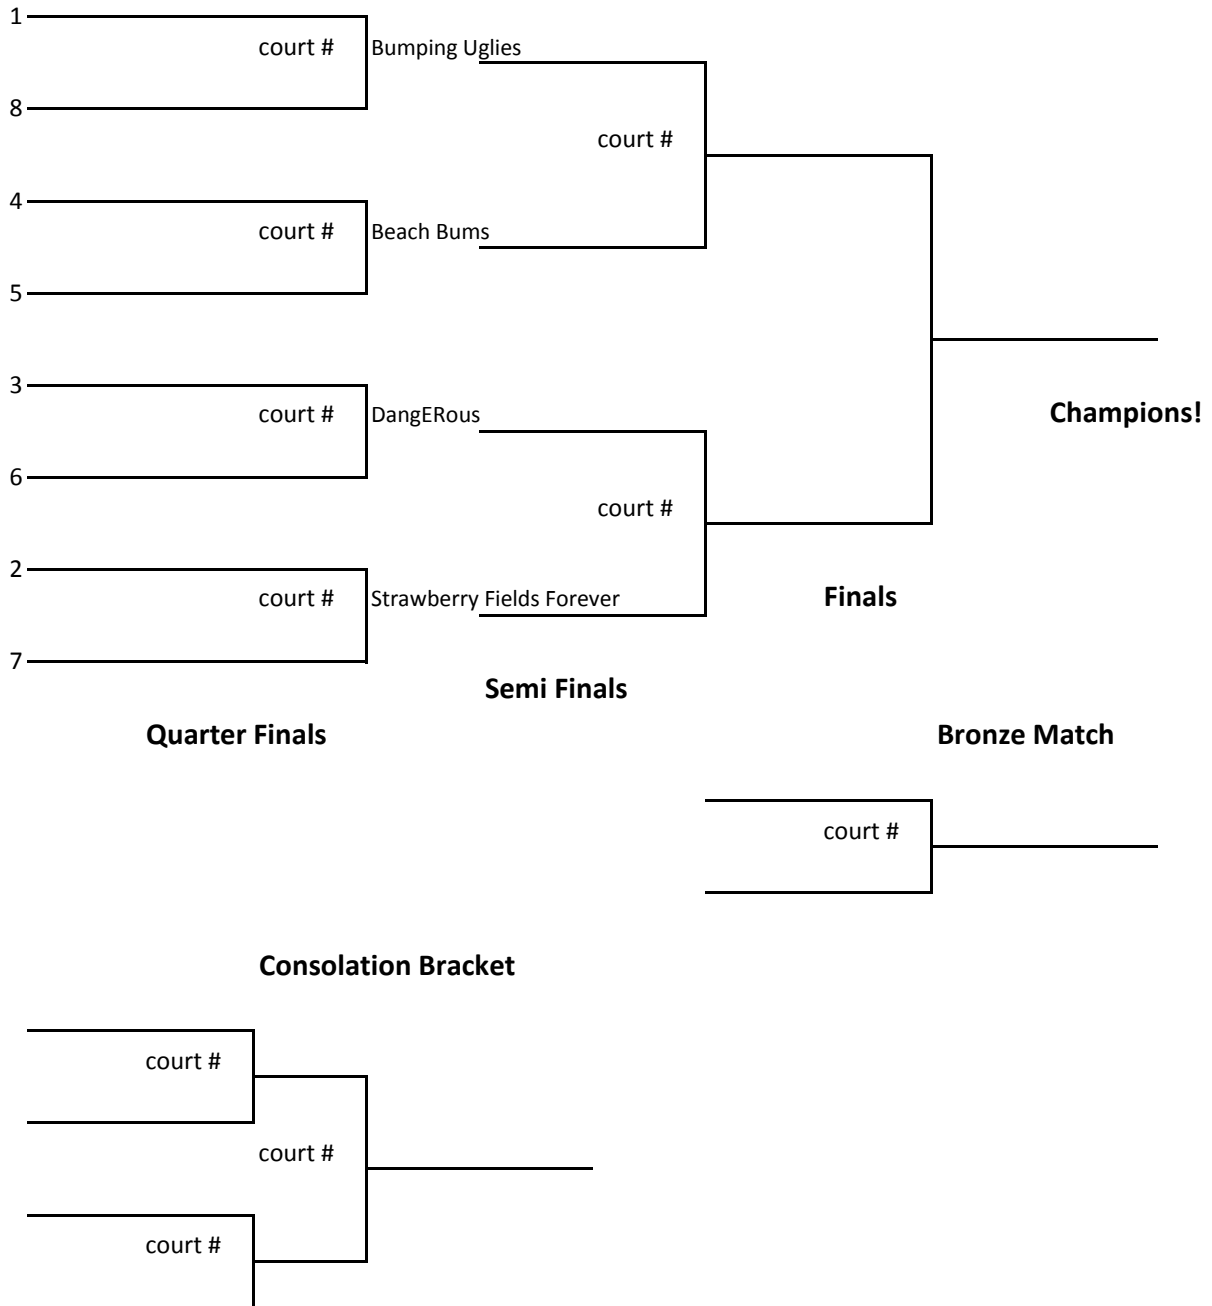 1
court # Bumping Uglies
8
court #
4
court # Beach Bums
5
3
court # DangERous
Champions!
6
court #
2
court # Strawberry Fields Forever
Finals
7
Semi Finals
Quarter Finals
Bronze Match
court #
Consolation Bracket
court #
court #
court #